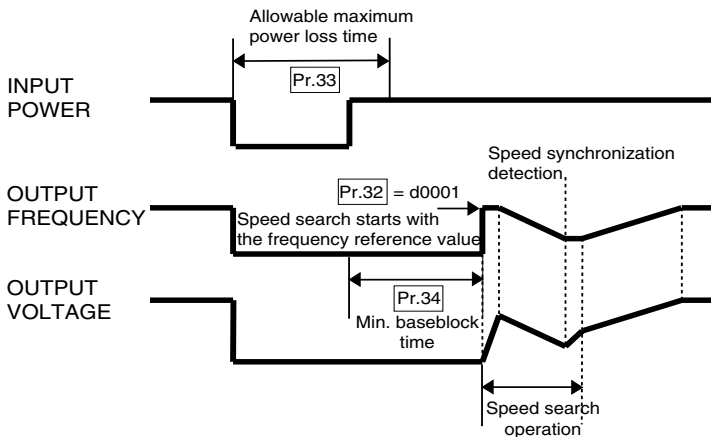 Allowable maximum
power loss time
Pr.33
INPUT
POWER
Speed synchronization
detection
Pr.32 = d0001
OUTPUT
FREQUENCY
Speed search starts with
the frequency reference value
OUTPUT
VOLTAGE
Pr.34
Min. baseblock
time
Speed search
operation